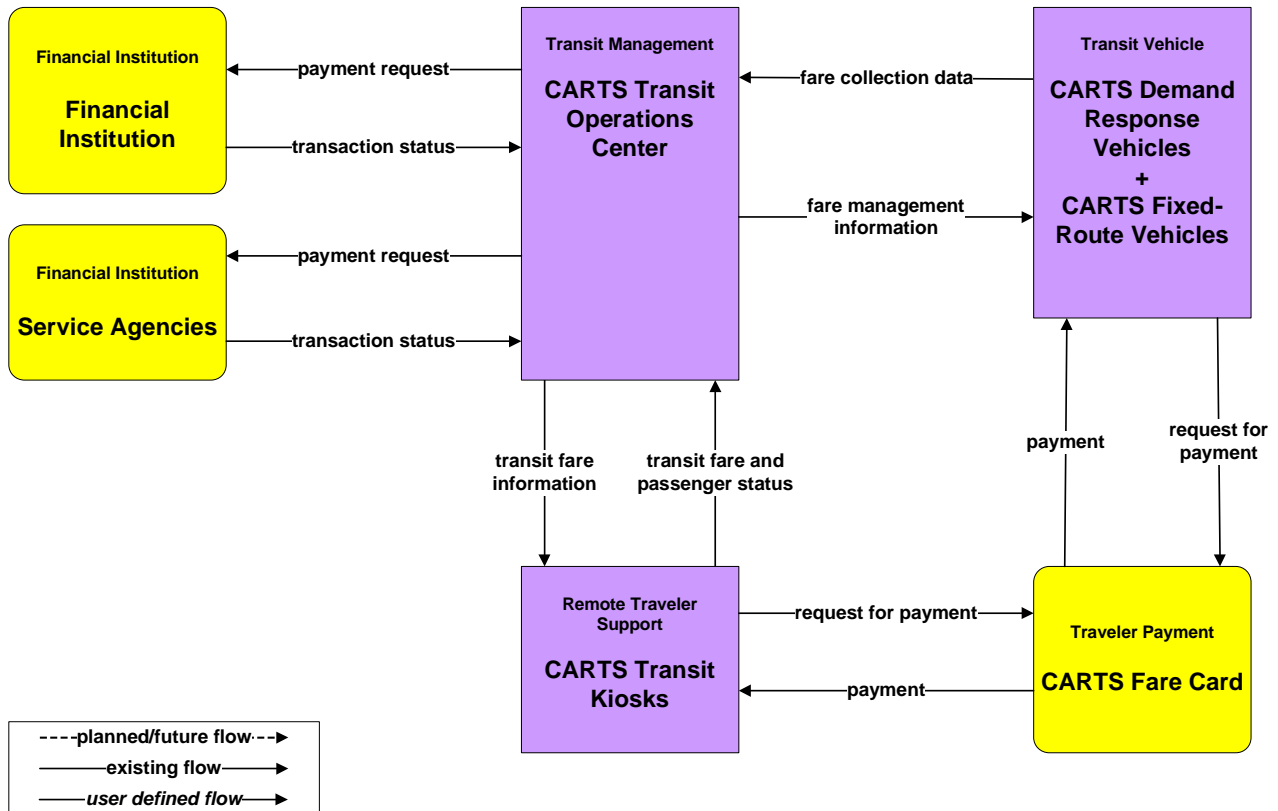 Financial Institution
Financial
Institution
payment request
transaction status
Transit Management
CARTS Transit
Operations
Center
fare collection data
fare management
information
Transit Vehicle
CARTS Demand
Response
Vehicles
+
CARTS Fixed-
Route Vehicles
Financial Institution
Service Agencies
payment request
transaction status
transit fare
information
transit fare and
passenger status
payment
request for
payment
Remote Traveler
Support
CARTS Transit
Kiosks
request for payment
payment
Traveler Payment
CARTS Fare Card
planned/future flow
existing flow
user defined flow